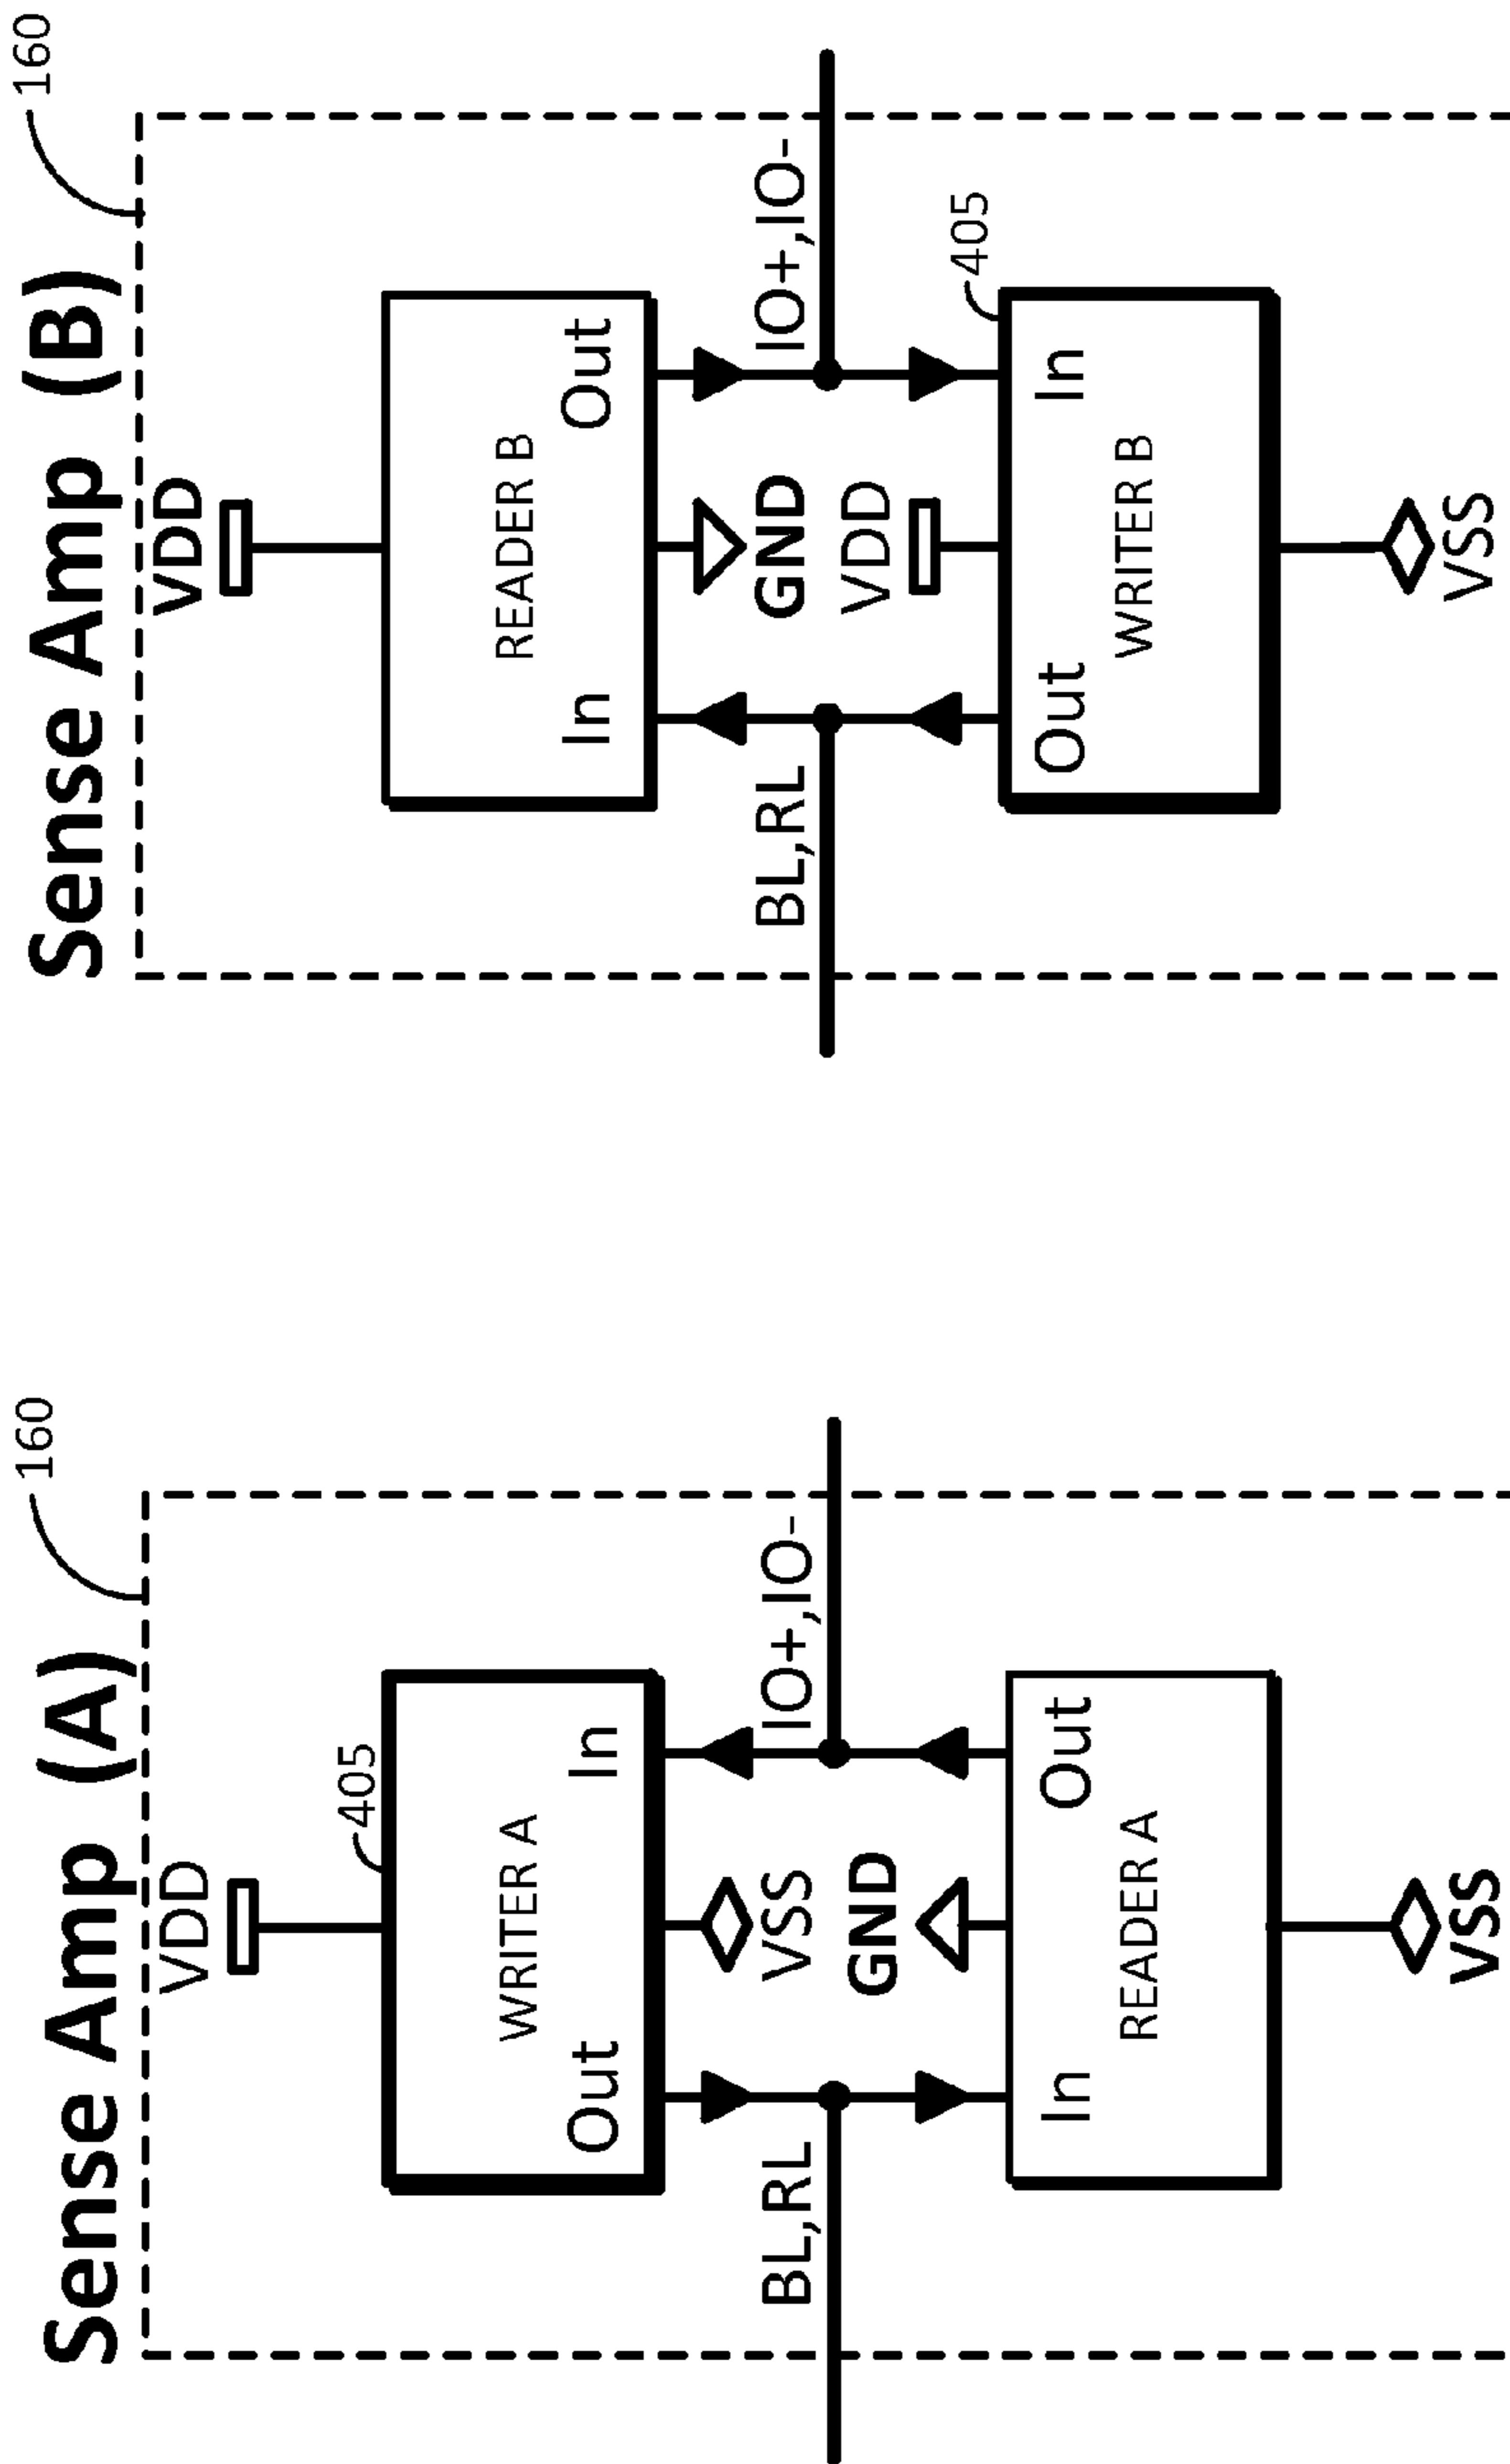 Sense Amp (A)
160
VDD
405
WRITER A
Out
In
BL,RL
VSS
IO+,IO-
GND
In
READER A
Out
VSS
Sense Amp (B)
160
VDD
READER B
In
Out
BL,RL
GND
IO+,IO-
VDD
405
Out
WRITER B
In
VSS